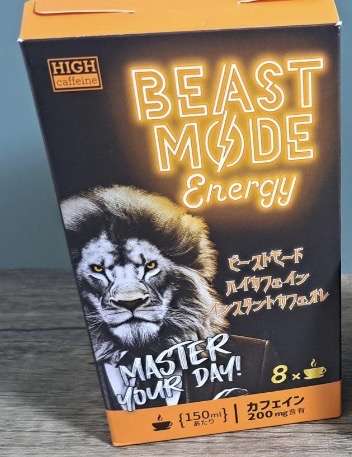 HIGH
caffeine
BEAST
MODE
Energy
ビーストモード
ハイカフェイン
インスタントカフェオレ
MASTER
YOUR DAY!
8×
{150ml}
あたり
カフェイン
200mg含有